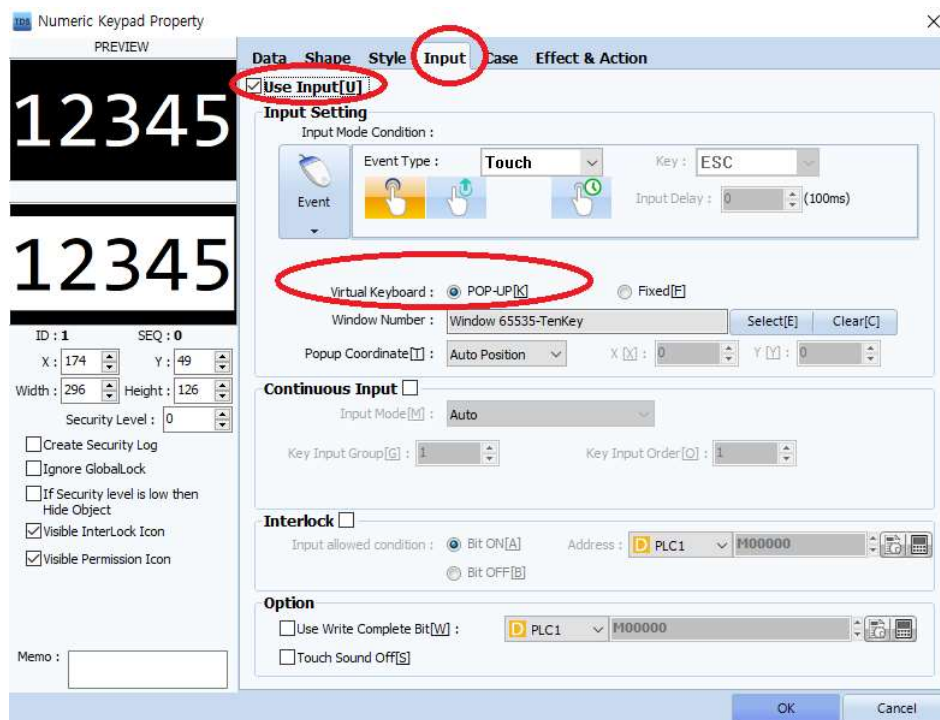 IDS Numeric Keypad Property
PREVIEW
12345
12345
ID : 1 SEQ : 0
X : 174 Y : 49
Width : 296 Height : 126
Security Level : 0
Create Security Log
Ignore GlobalLock
If Security level is low then
Hide Object
Visible InterLock Icon
Visible Permission Icon
Memo :
Data Shape Style Input Case Effect & Action
Use Input[U]
Input Setting
Input Mode Condition :
Event
Event Type : Touch Key : ESC
Input Delay : 0 (100ms)
Virtual Keyboard : POP-UP[K] Fixed[F]
Window Number : Window 65535-TenKey Select[E] Clear[C]
Popup Coordinate[T] : Auto Position X [X] : 0 Y [Y] : 0
Continuous Input
Input Mode[M] : Auto
Key Input Group[G] : 1 Key Input Order[O] : 1
Interlock
Input allowed condition : Bit ON[A] Address : D PLC1 M00000
Bit OFF[B]
Option
Use Write Complete Bit[W] : D PLC1 M00000
Touch Sound Off[S]
OK Cancel